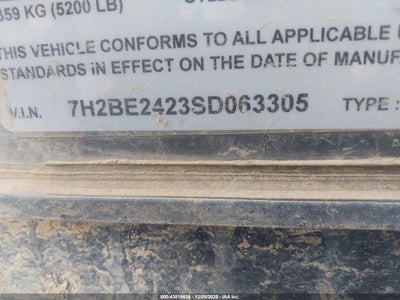 359 KG (5200 LB)
THIS VEHICLE CONFORMS TO ALL APPLICABLE
STANDARDS IN EFFECT ON THE DATE OF MANUF
V.I.N. 7H2BE2423SD063305 TYPE :
000-43818638 - 12/09/2025 - IAA Inc.